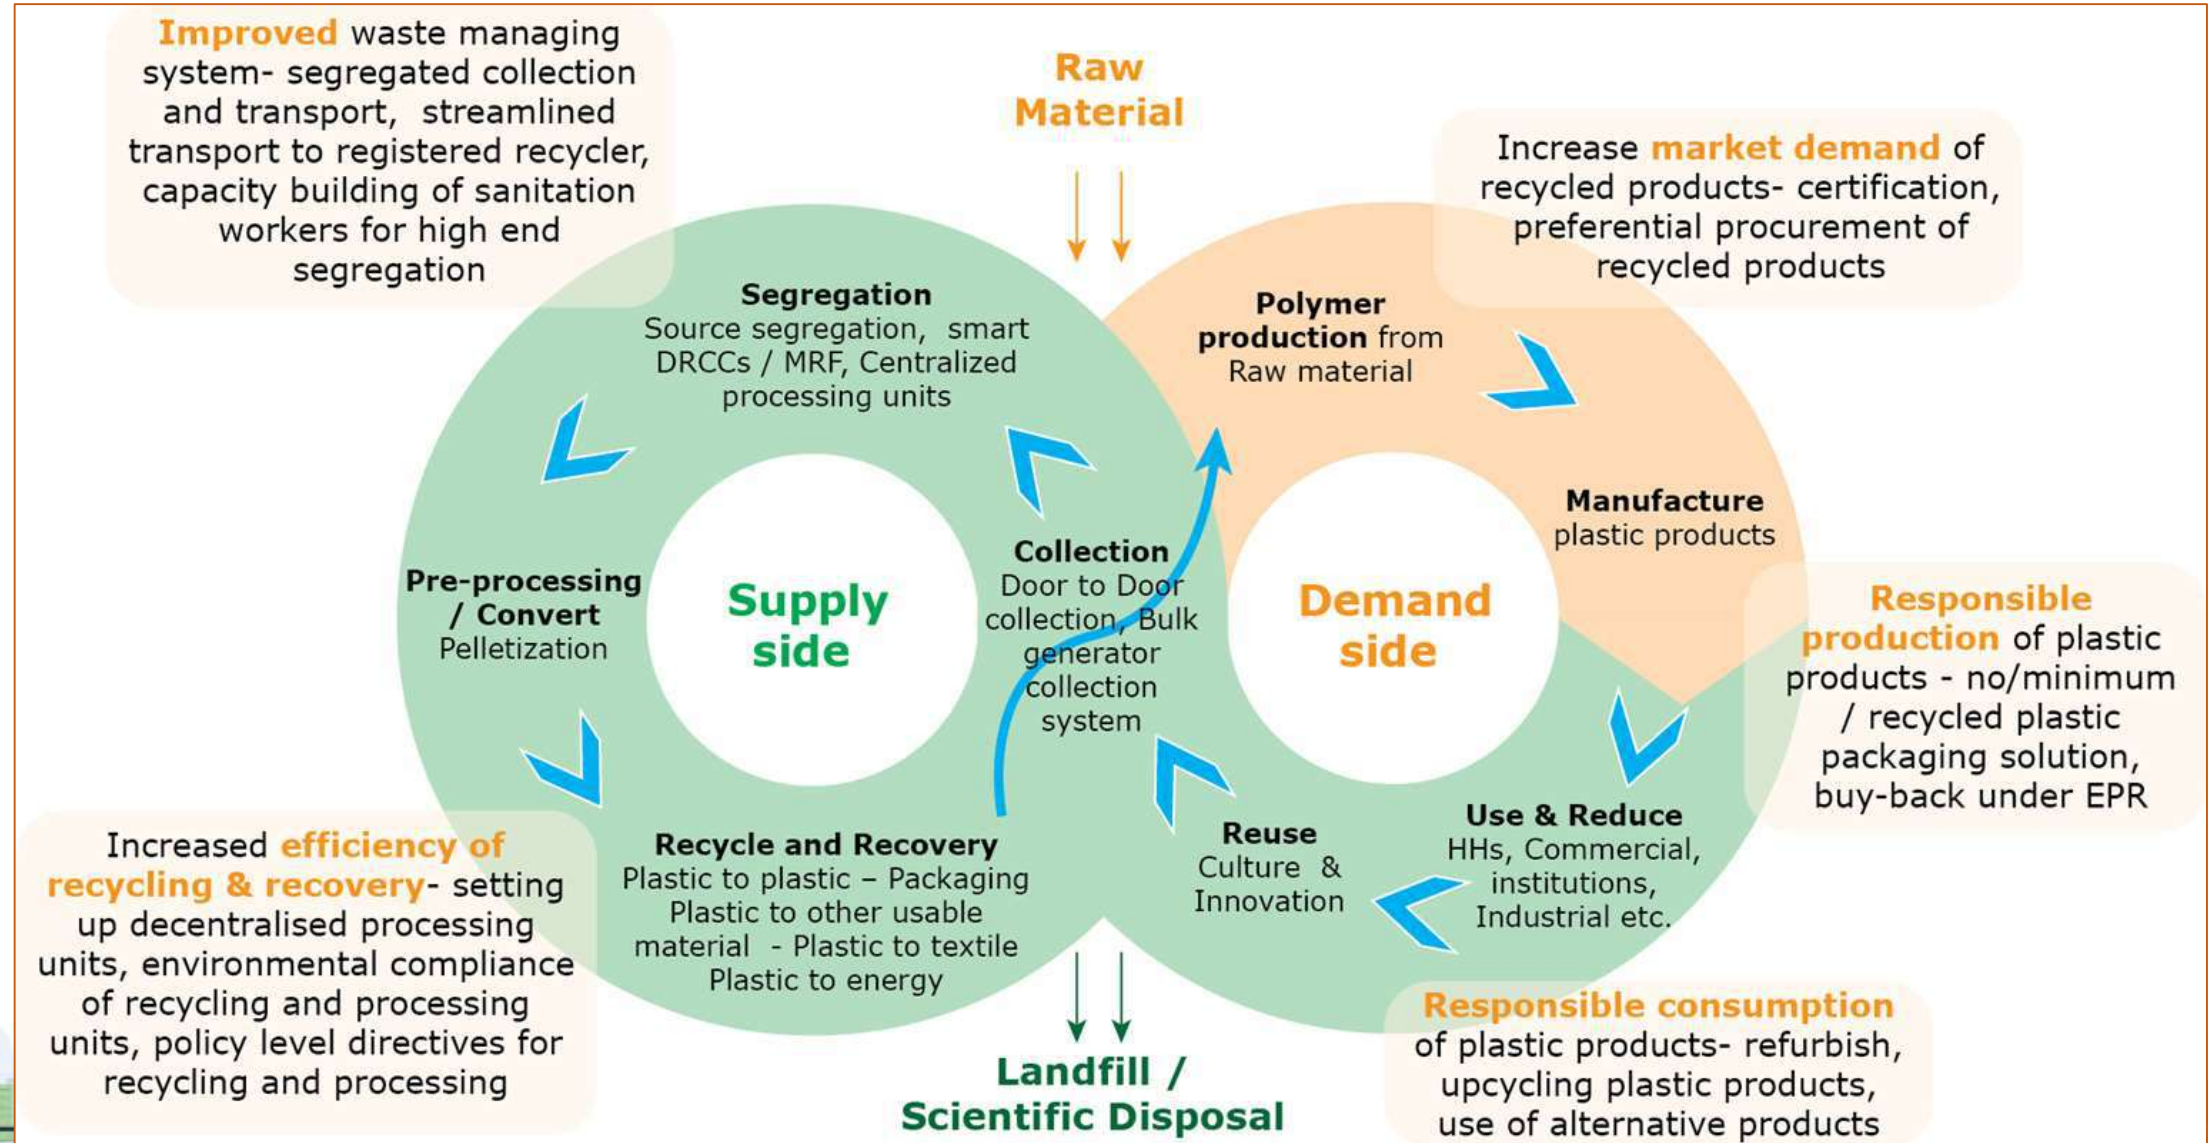 Improved waste managing
system- segregated collection
and transport,  streamlined
transport to registered recycler,
capacity building of sanitation
workers for high end
segregation
Raw
Material
Increase market demand of
recycled products- certification,
preferential procurement of
recycled products
Segregation
Source segregation,  smart
DRCCs / MRF, Centralized
processing units
Polymer
production from
Raw material
Manufacture
plastic products
Pre-processing
/ Convert
Pelletization
Supply
side
Collection
Door to Door
collection, Bulk
generator
collection
system
Demand
side
Responsible
production of plastic
products - no/minimum
/ recycled plastic
packaging solution,
buy-back under EPR
Increased efficiency of
recycling & recovery- setting
up decentralised processing
units, environmental compliance
of recycling and processing
units, policy level directives for
recycling and processing
Recycle and Recovery
Plastic to plastic – Packaging
Plastic to other usable
material  - Plastic to textile
Plastic to energy
Reuse
Culture  &
Innovation
Use & Reduce
HHs, Commercial,
institutions,
Industrial etc.
Landfill /
Scientific Disposal
Responsible consumption
of plastic products- refurbish,
upcycling plastic products,
use of alternative products